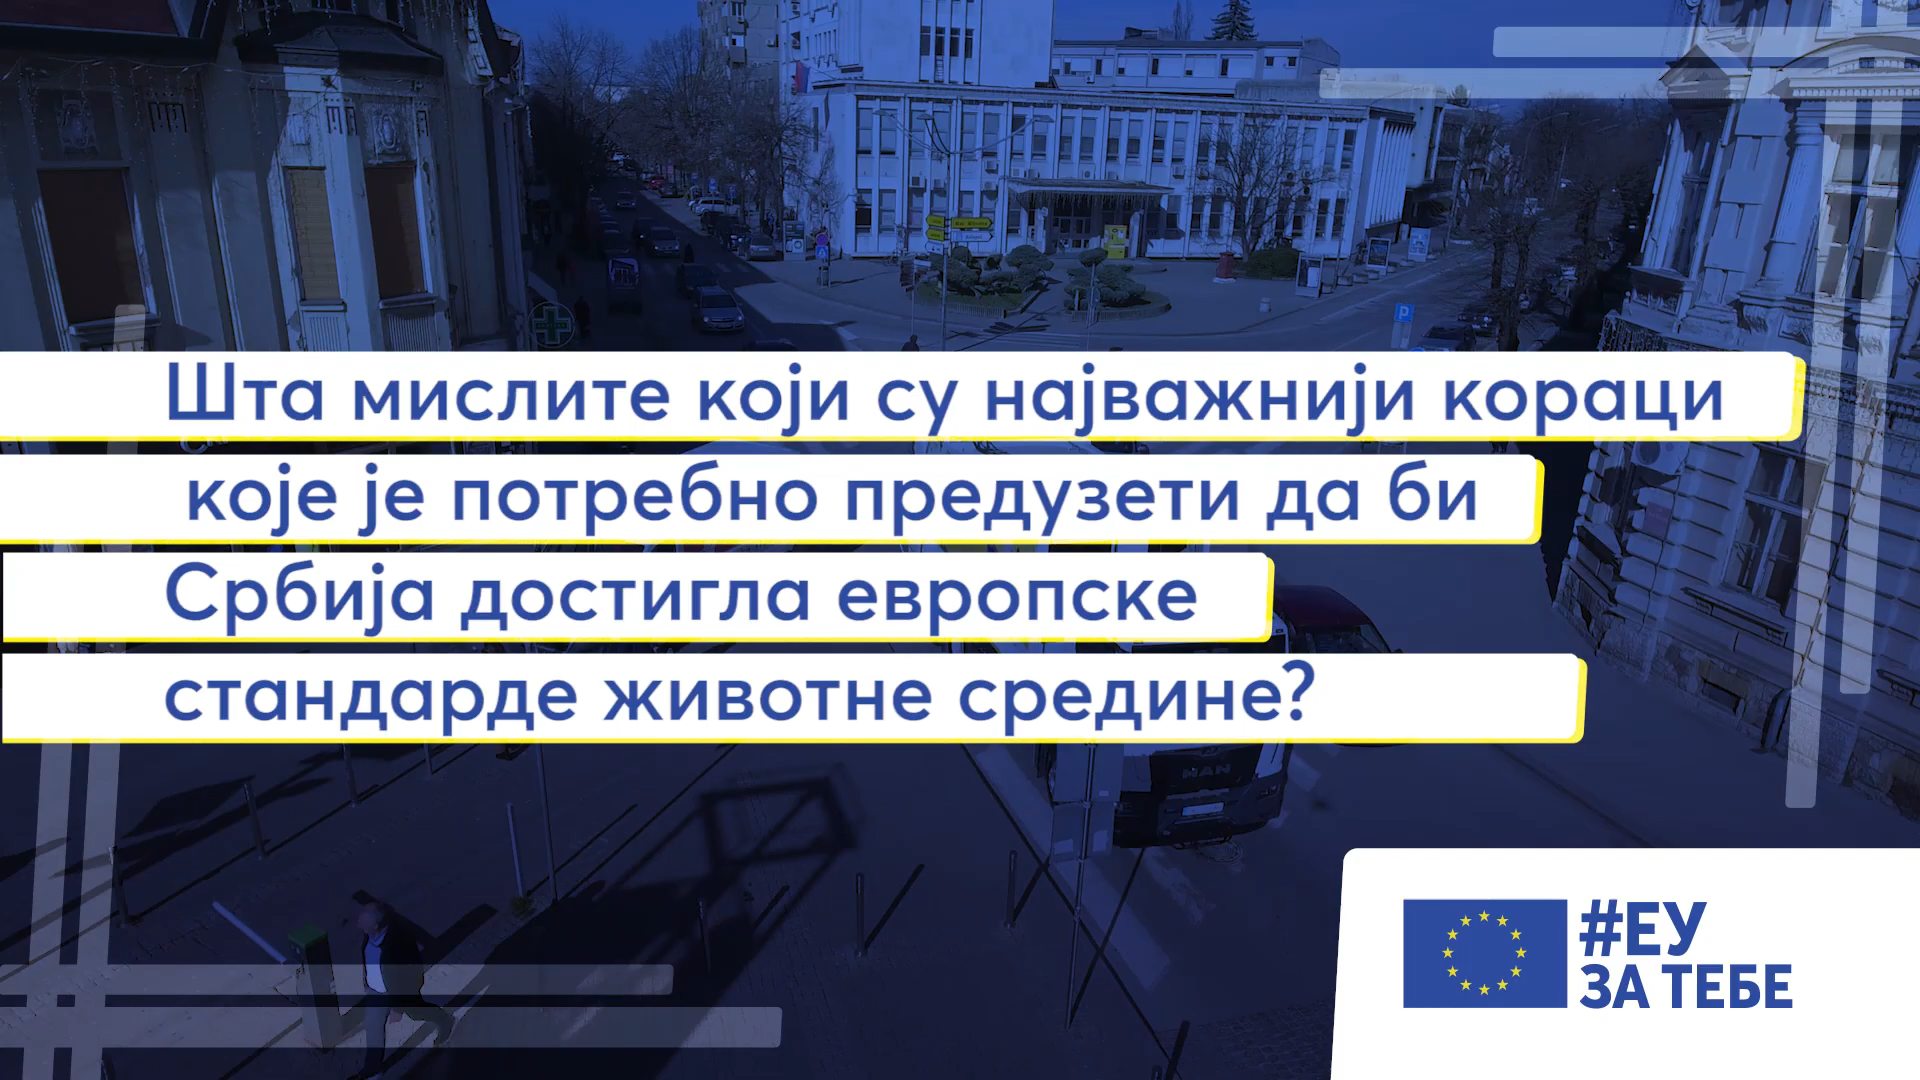 Шта мислите који су најважнији кораци
које је потребно предузети да би
Србија достигла европске
стандарде животне средине?
MAN
P
#ЕУ
ЗА ТЕБЕ